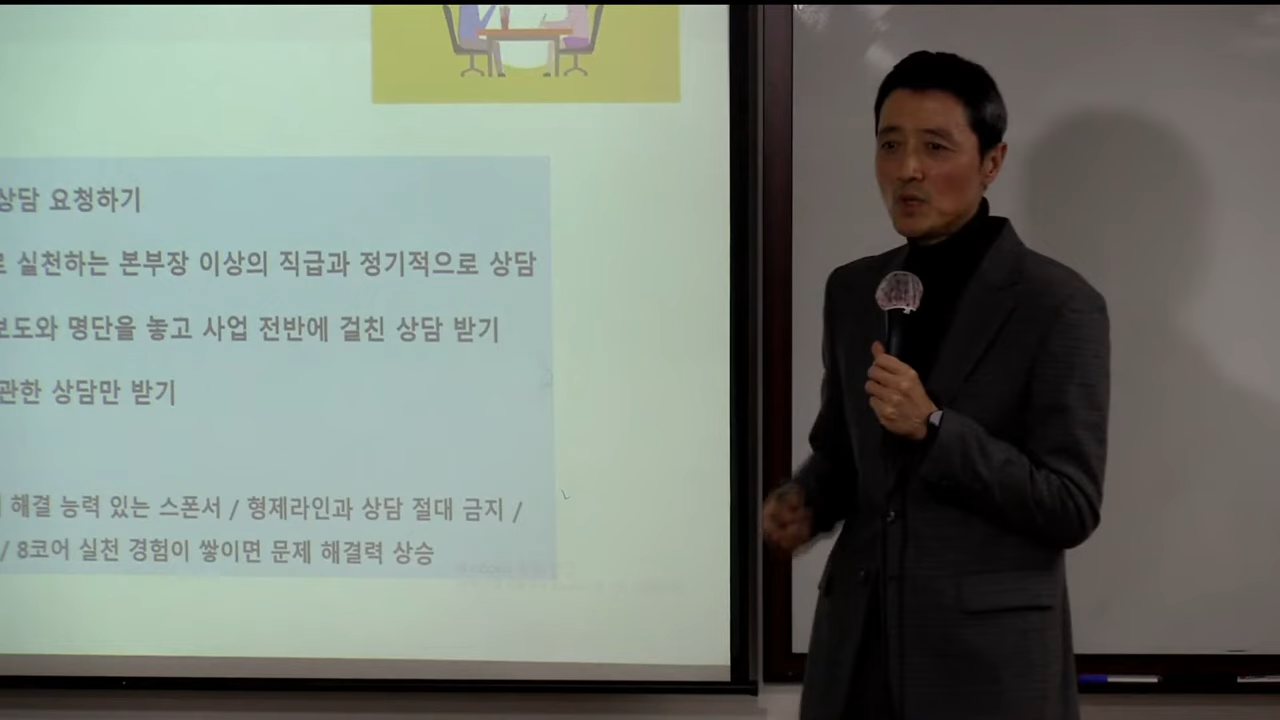 상담 요청하기
실천하는 본부장 이상의 직급과 정기적으로 상담
보도와 명단을 놓고 사업 전반에 걸친 상담 받기
관한 상담만 받기
해결 능력 있는 스폰서 / 형제라인과 상담 절대 금지 /
/ 8코어 실천 경험이 쌓이면 문제 해결력 상승